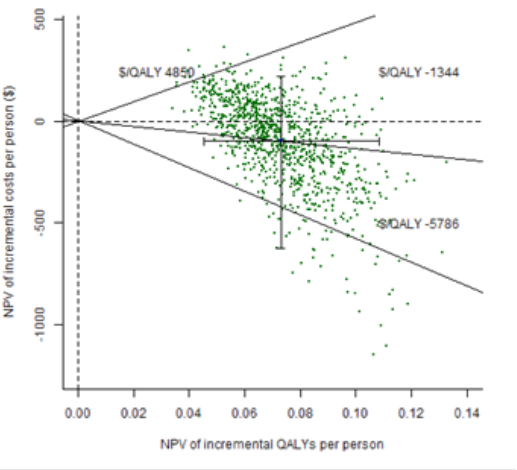 500
$/QALY 4850
$/QALY -1344
0
NPV of incremental costs per person ($)
-500
$/QALY -5786
-1000
0.00 0.02 0.04 0.06 0.08 0.10 0.12 0.14
NPV of incremental QALYs per person